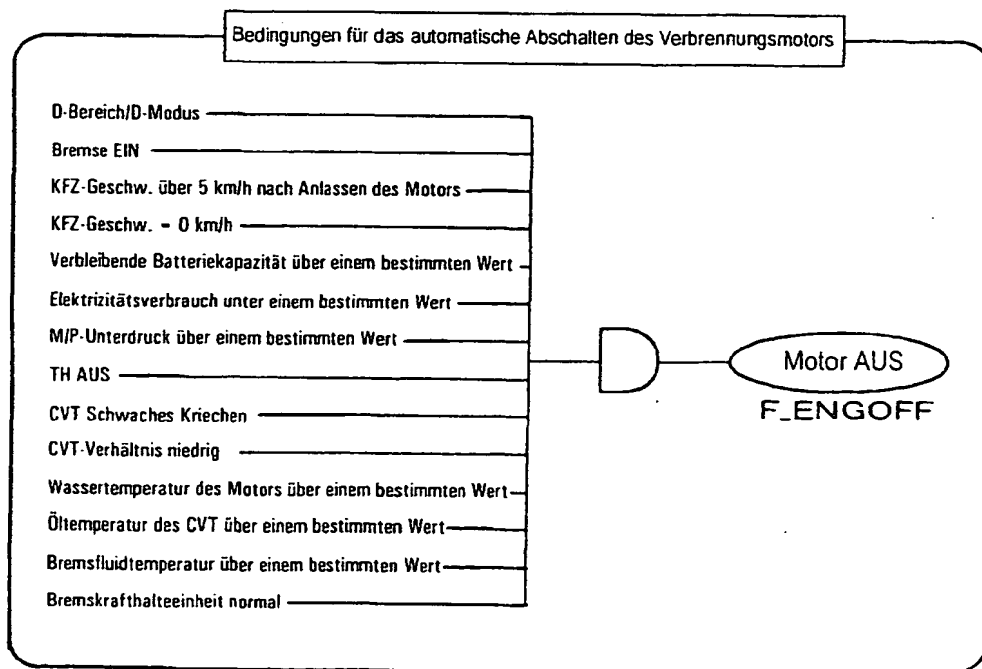 Bedingungen für das automatische Abschalten des Verbrennungsmotors
D-Bereich/D-Modus
Bremse EIN
KFZ-Geschw. über 5 km/h nach Anlassen des Motors
KFZ-Geschw. = 0 km/h
Verbleibende Batteriekapazität über einem bestimmten Wert
Elektrizitätsverbrauch unter einem bestimmten Wert
M/P-Unterdruck über einem bestimmten Wert
TH AUS
CVT Schwaches Kriechen
CVT-Verhältnis niedrig
Wassertemperatur des Motors über einem bestimmten Wert
Öltemperatur des CVT über einem bestimmten Wert
Bremsfluidtemperatur über einem bestimmten Wert
Bremskrafthalteeinheit normal
Motor AUS
F_ENGOFF